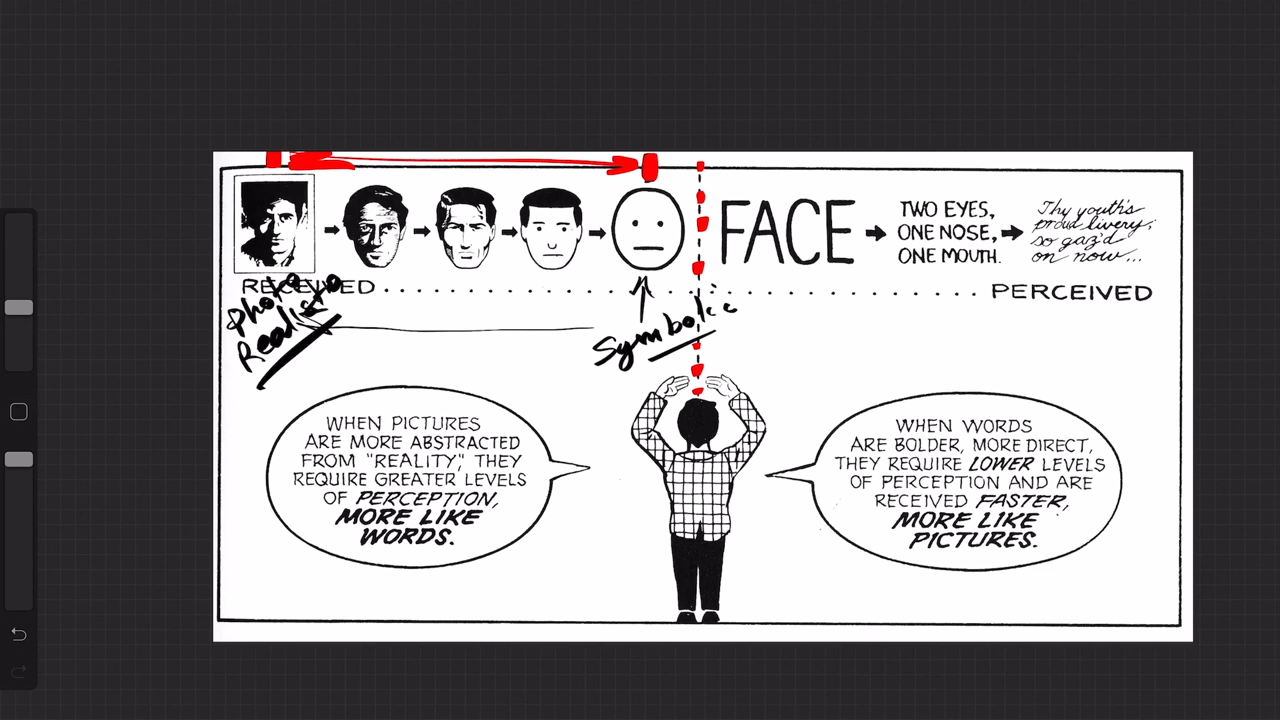 FACE
TWO EYES,
ONE NOSE,
ONE MOUTH.
Thy youth's
proud livery,
so gaz'd
on now...
RECEIVED
PERCEIVED
Photo
Realistic
Symbolic
WHEN PICTURES
ARE MORE ABSTRACTED
FROM "REALITY," THEY
REQUIRE GREATER LEVELS
OF PERCEPTION,
MORE LIKE
WORDS.
WHEN WORDS
ARE BOLDER, MORE DIRECT,
THEY REQUIRE LOWER LEVELS
OF PERCEPTION AND ARE
RECEIVED FASTER,
MORE LIKE
PICTURES.